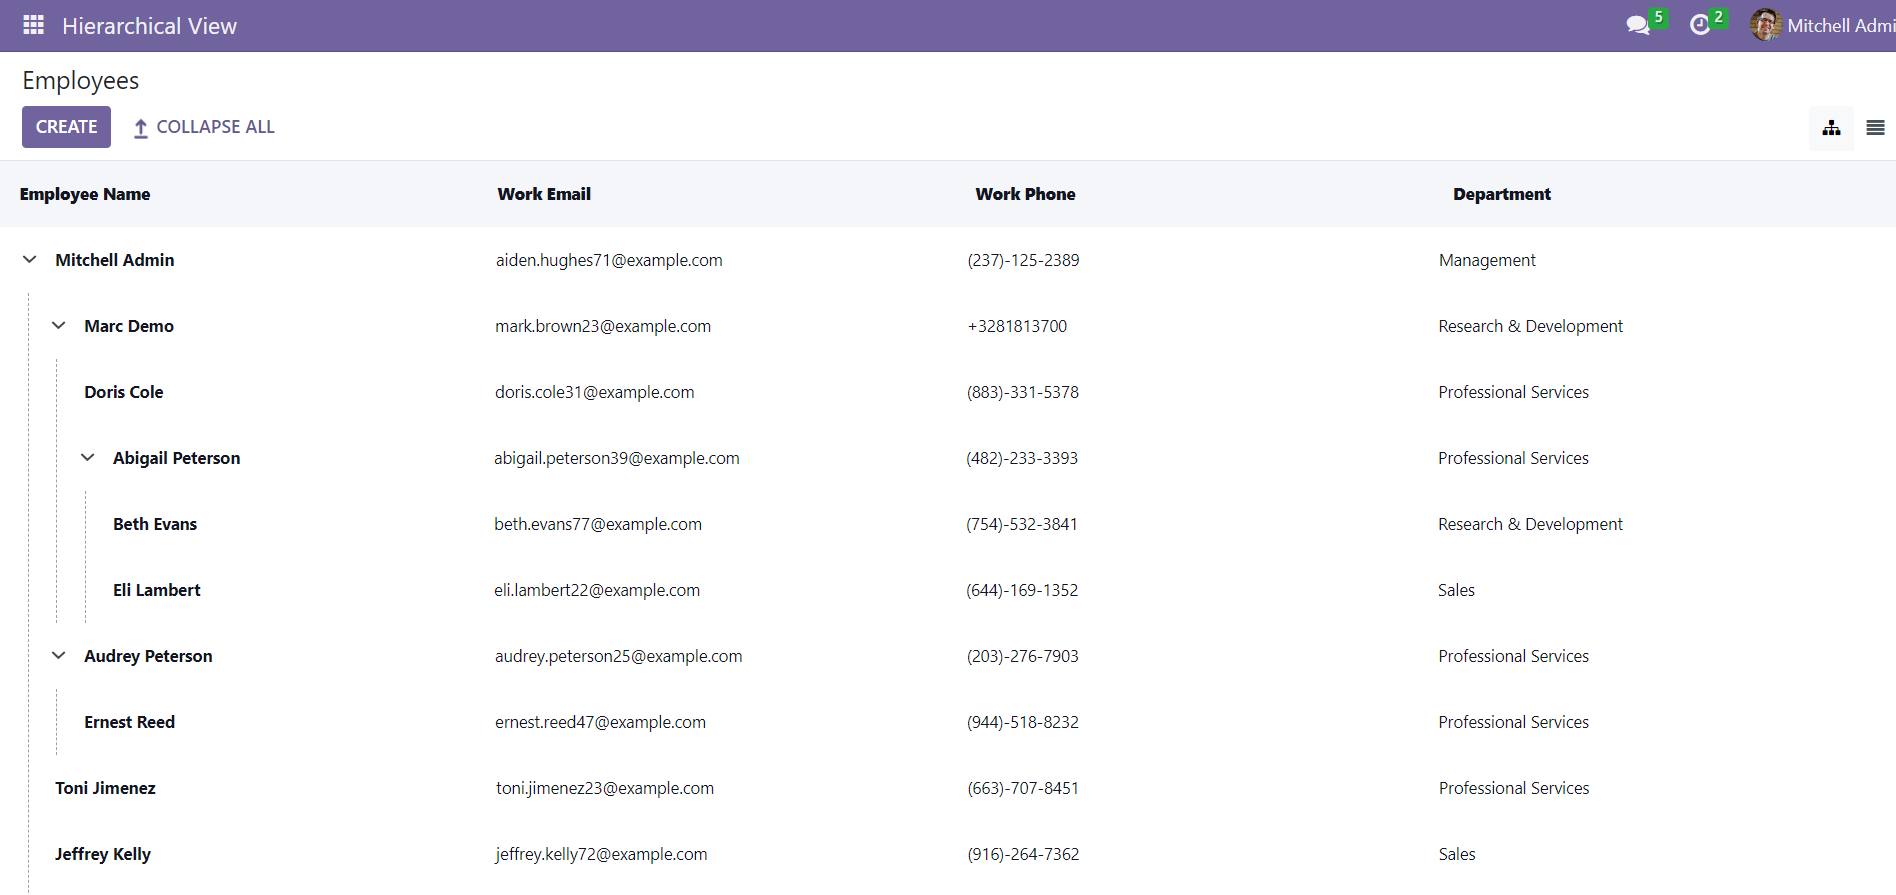 Hierarchical View 5 2 Mitchell Admi
Employees
CREATE COLLAPSE ALL
Employee Name Work Email Work Phone Department
Mitchell Admin aiden.hughes71@example.com (237)-125-2389 Management
Marc Demo mark.brown23@example.com +3281813700 Research & Development
Doris Cole doris.cole31@example.com (883)-331-5378 Professional Services
Abigail Peterson abigail.peterson39@example.com (482)-233-3393 Professional Services
Beth Evans beth.evans77@example.com (754)-532-3841 Research & Development
Eli Lambert eli.lambert22@example.com (644)-169-1352 Sales
Audrey Peterson audrey.peterson25@example.com (203)-276-7903 Professional Services
Ernest Reed ernest.reed47@example.com (944)-518-8232 Professional Services
Toni Jimenez toni.jimenez23@example.com (663)-707-8451 Professional Services
Jeffrey Kelly jeffrey.kelly72@example.com (916)-264-7362 Sales